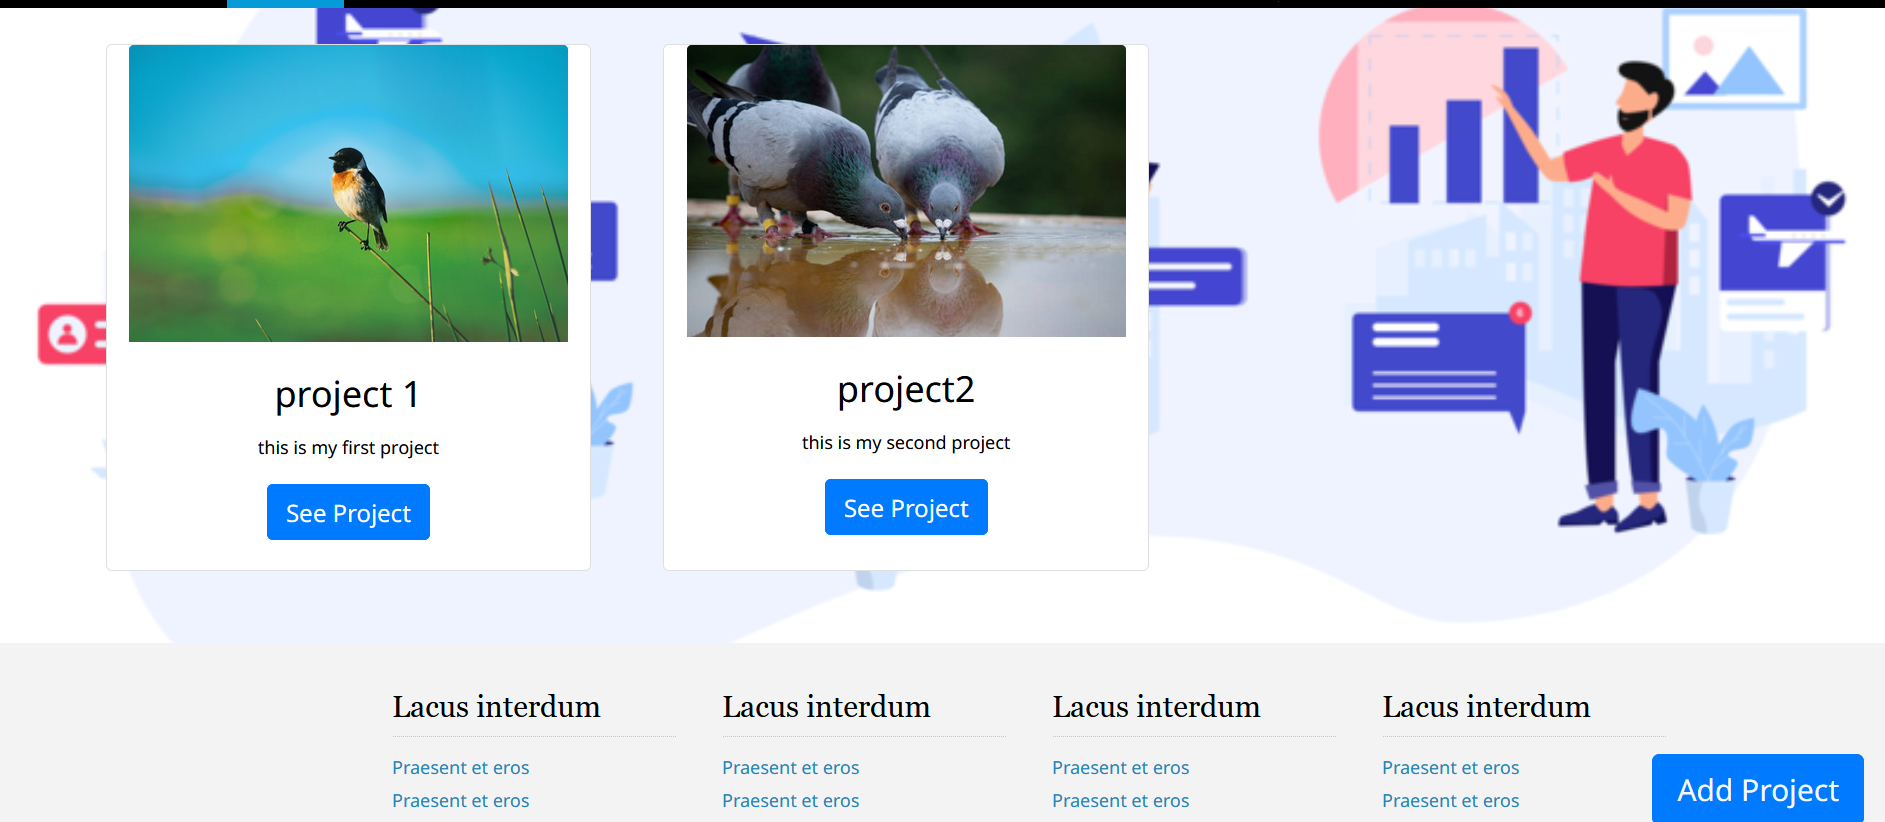 project 1
this is my first project
See Project
project2
this is my second project
See Project
Lacus interdum
Praesent et eros
Praesent et eros
Lacus interdum
Praesent et eros
Praesent et eros
Lacus interdum
Praesent et eros
Praesent et eros
Lacus interdum
Praesent et eros
Praesent et eros
Add Project